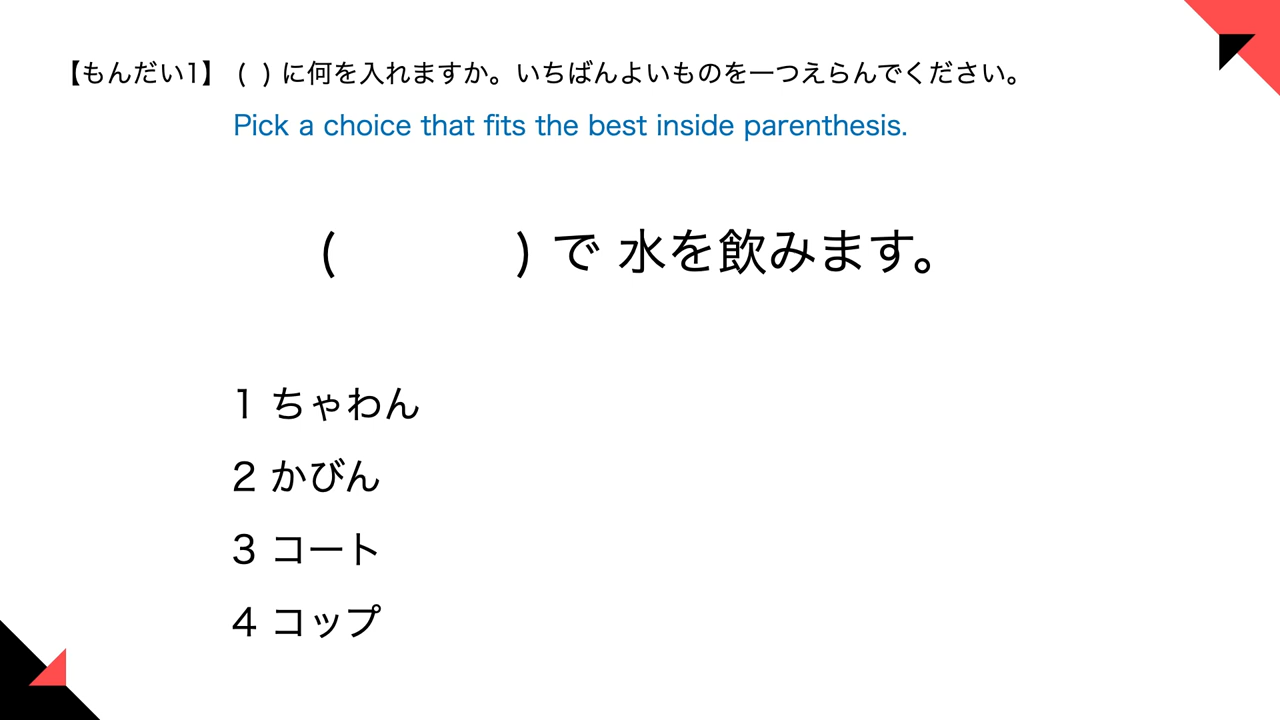 【もんだい1】 (  ) に何を入れますか。いちばんよいものを一つえらんでください。
Pick a choice that fits the best inside parenthesis.
(          ) で 水を飲みます。
1 ちゃわん
2 かびん
3 コート
4 コップ